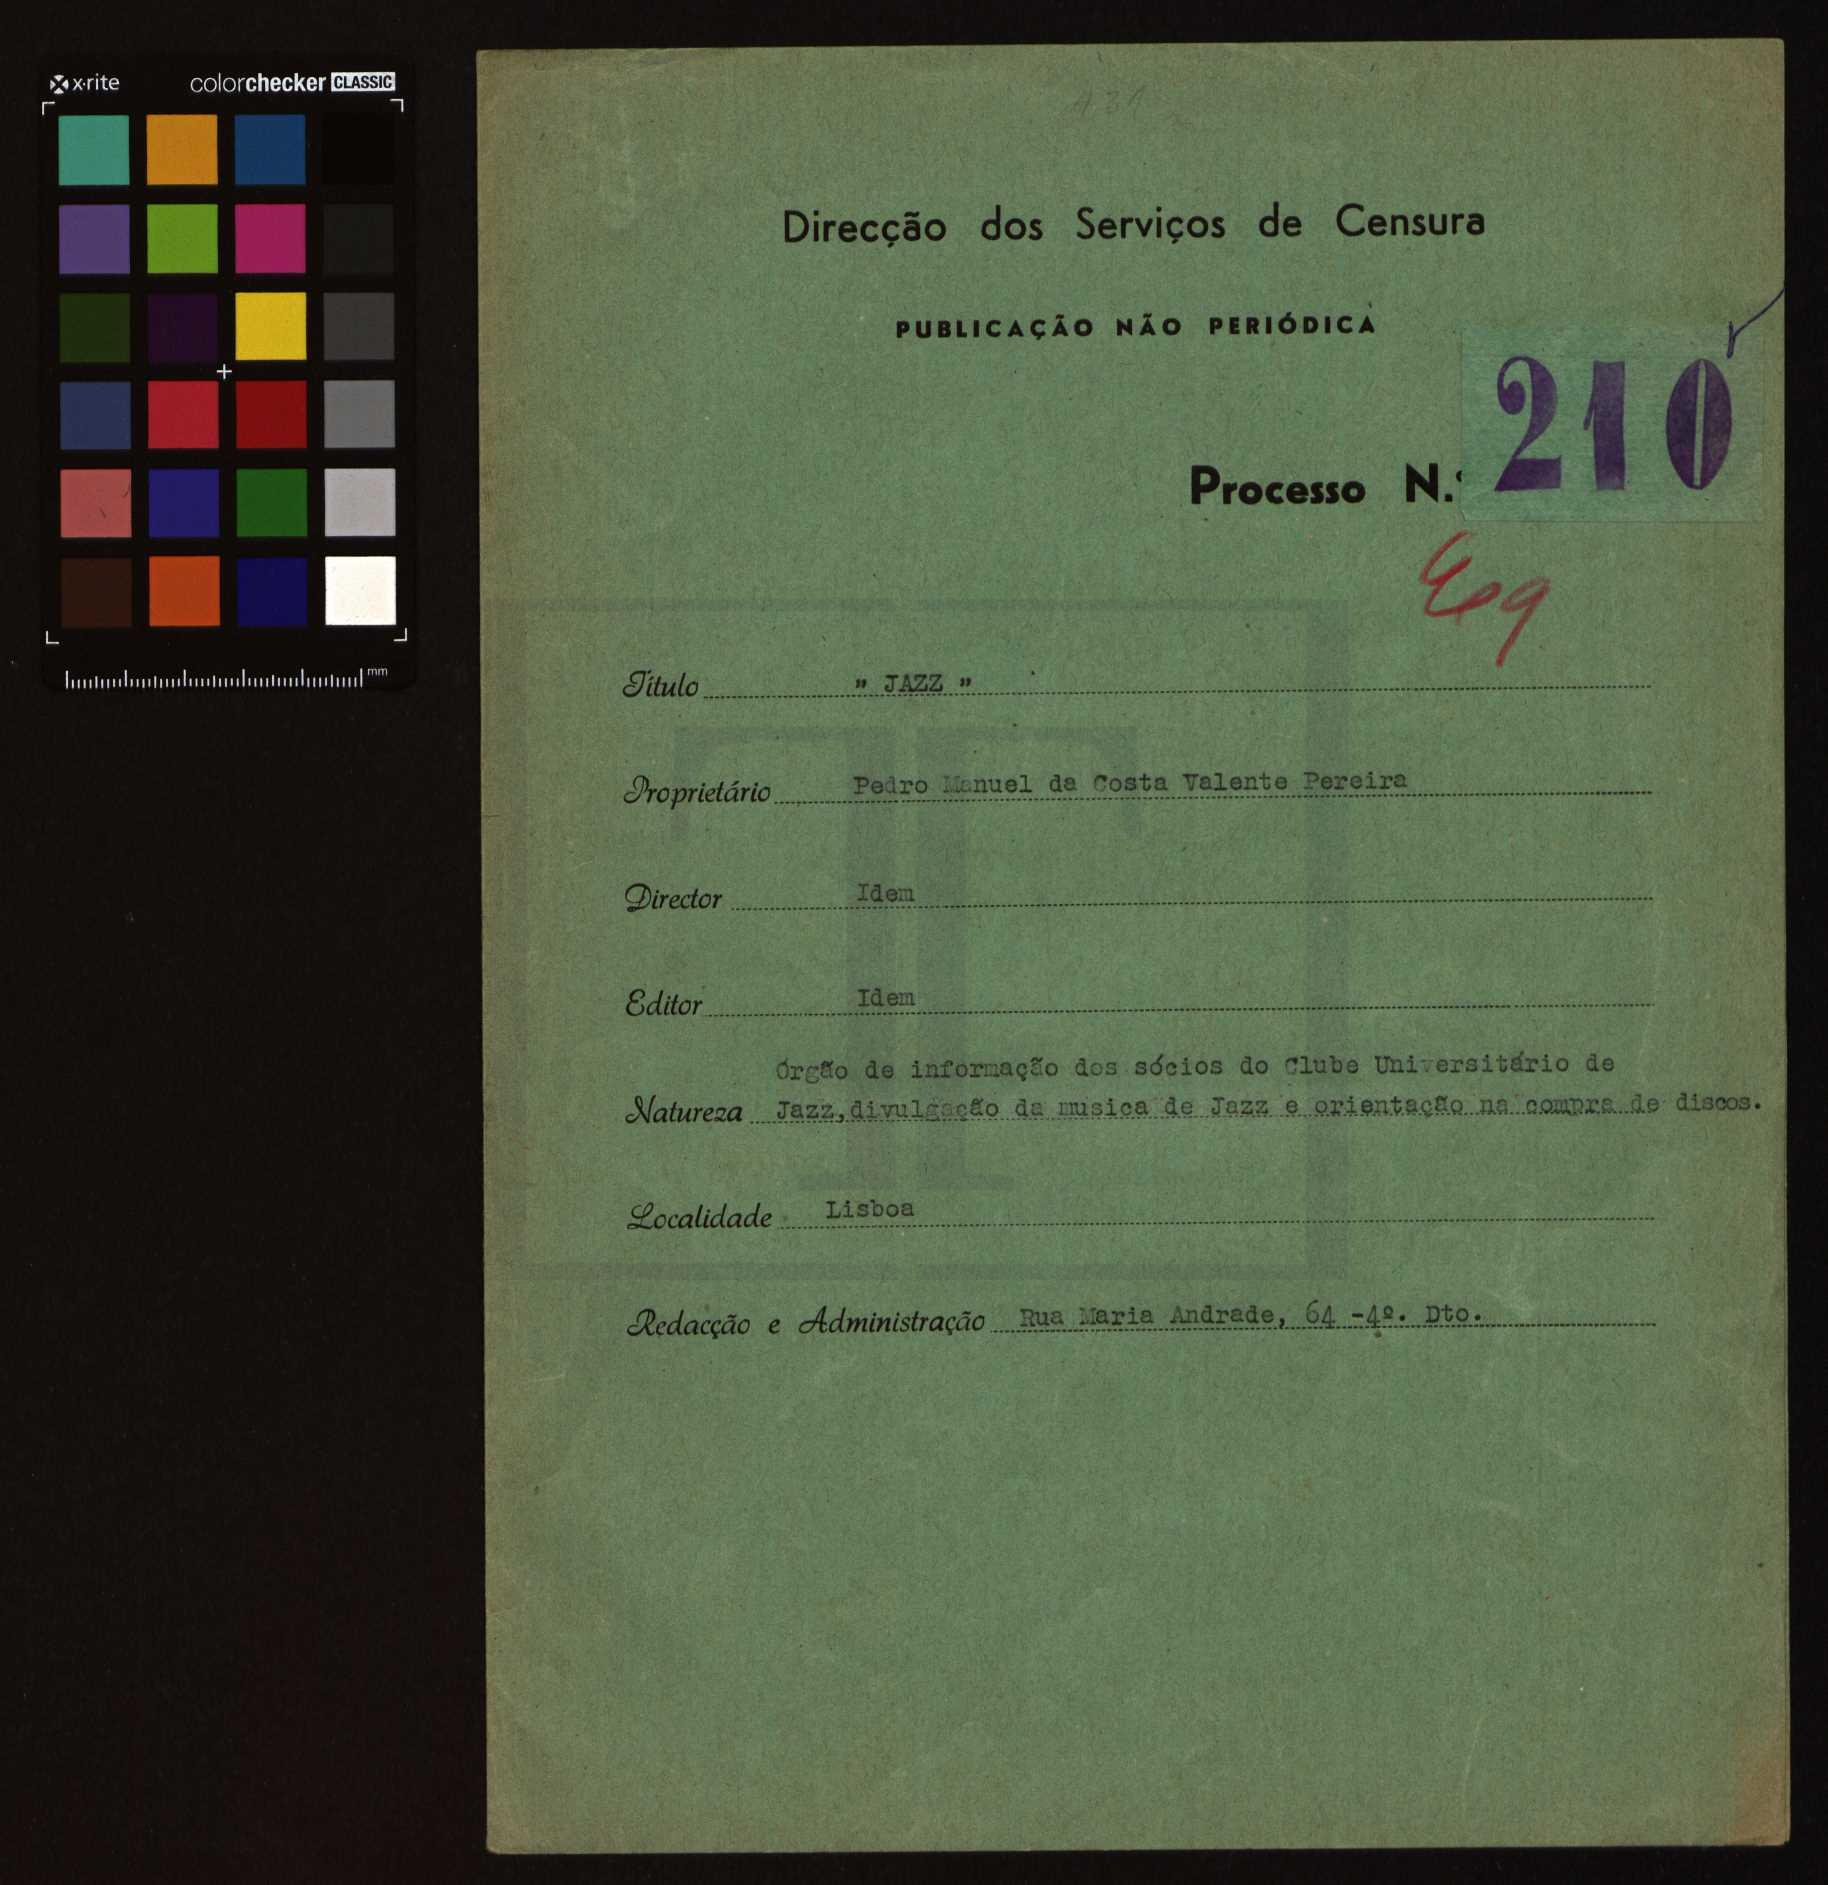 x·rite colorchecker CLASSIC
mm
Direcção dos Serviços de Censura
PUBLICAÇÃO NÃO PERIÓDICA
Processo N.º 210
Título " JAZZ "
Proprietário Pedro Manuel da Costa Valente Pereira
Director Idem
Editor Idem
Órgão de informação dos sócios do Clube Universitário de
Natureza Jazz, divulgação da musica de Jazz e orientação na compra de discos.
Localidade Lisboa
Redacção e Administração Rua Maria Andrade, 64 -4º. Dto.